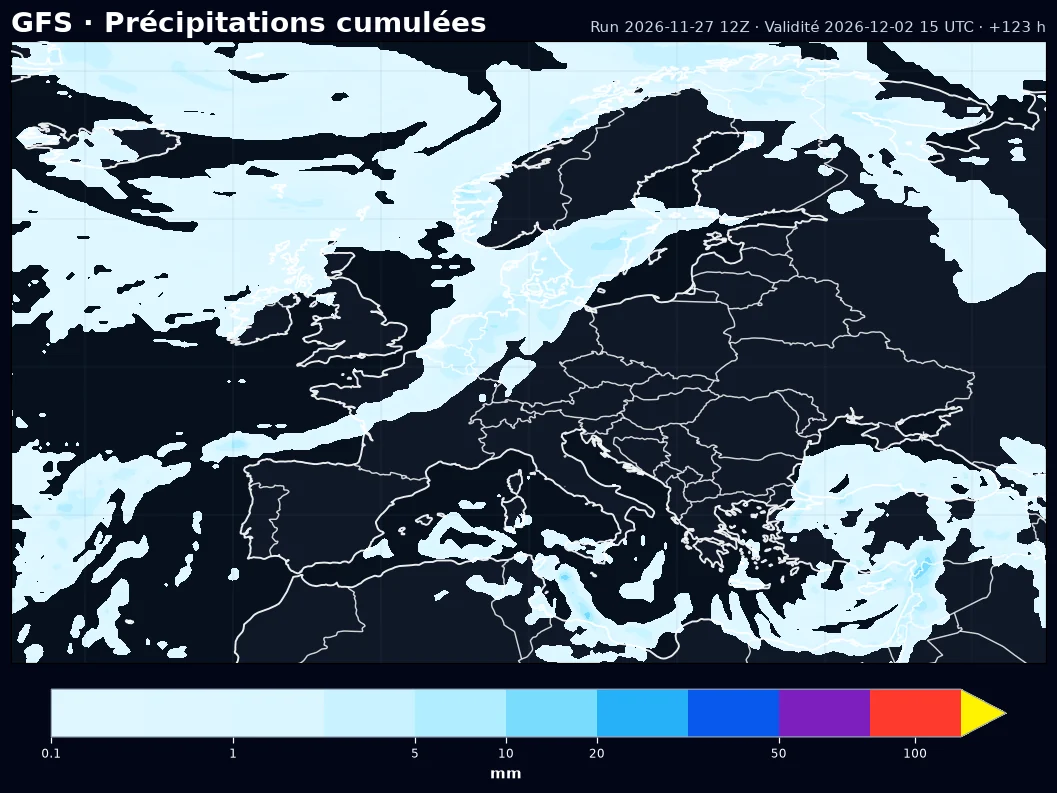 GFS · Précipitations cumulées
Run 2026-11-27 12Z · Validité 2026-12-02 15 UTC · +123 h
0.1 1 5 10 20 50 100
mm